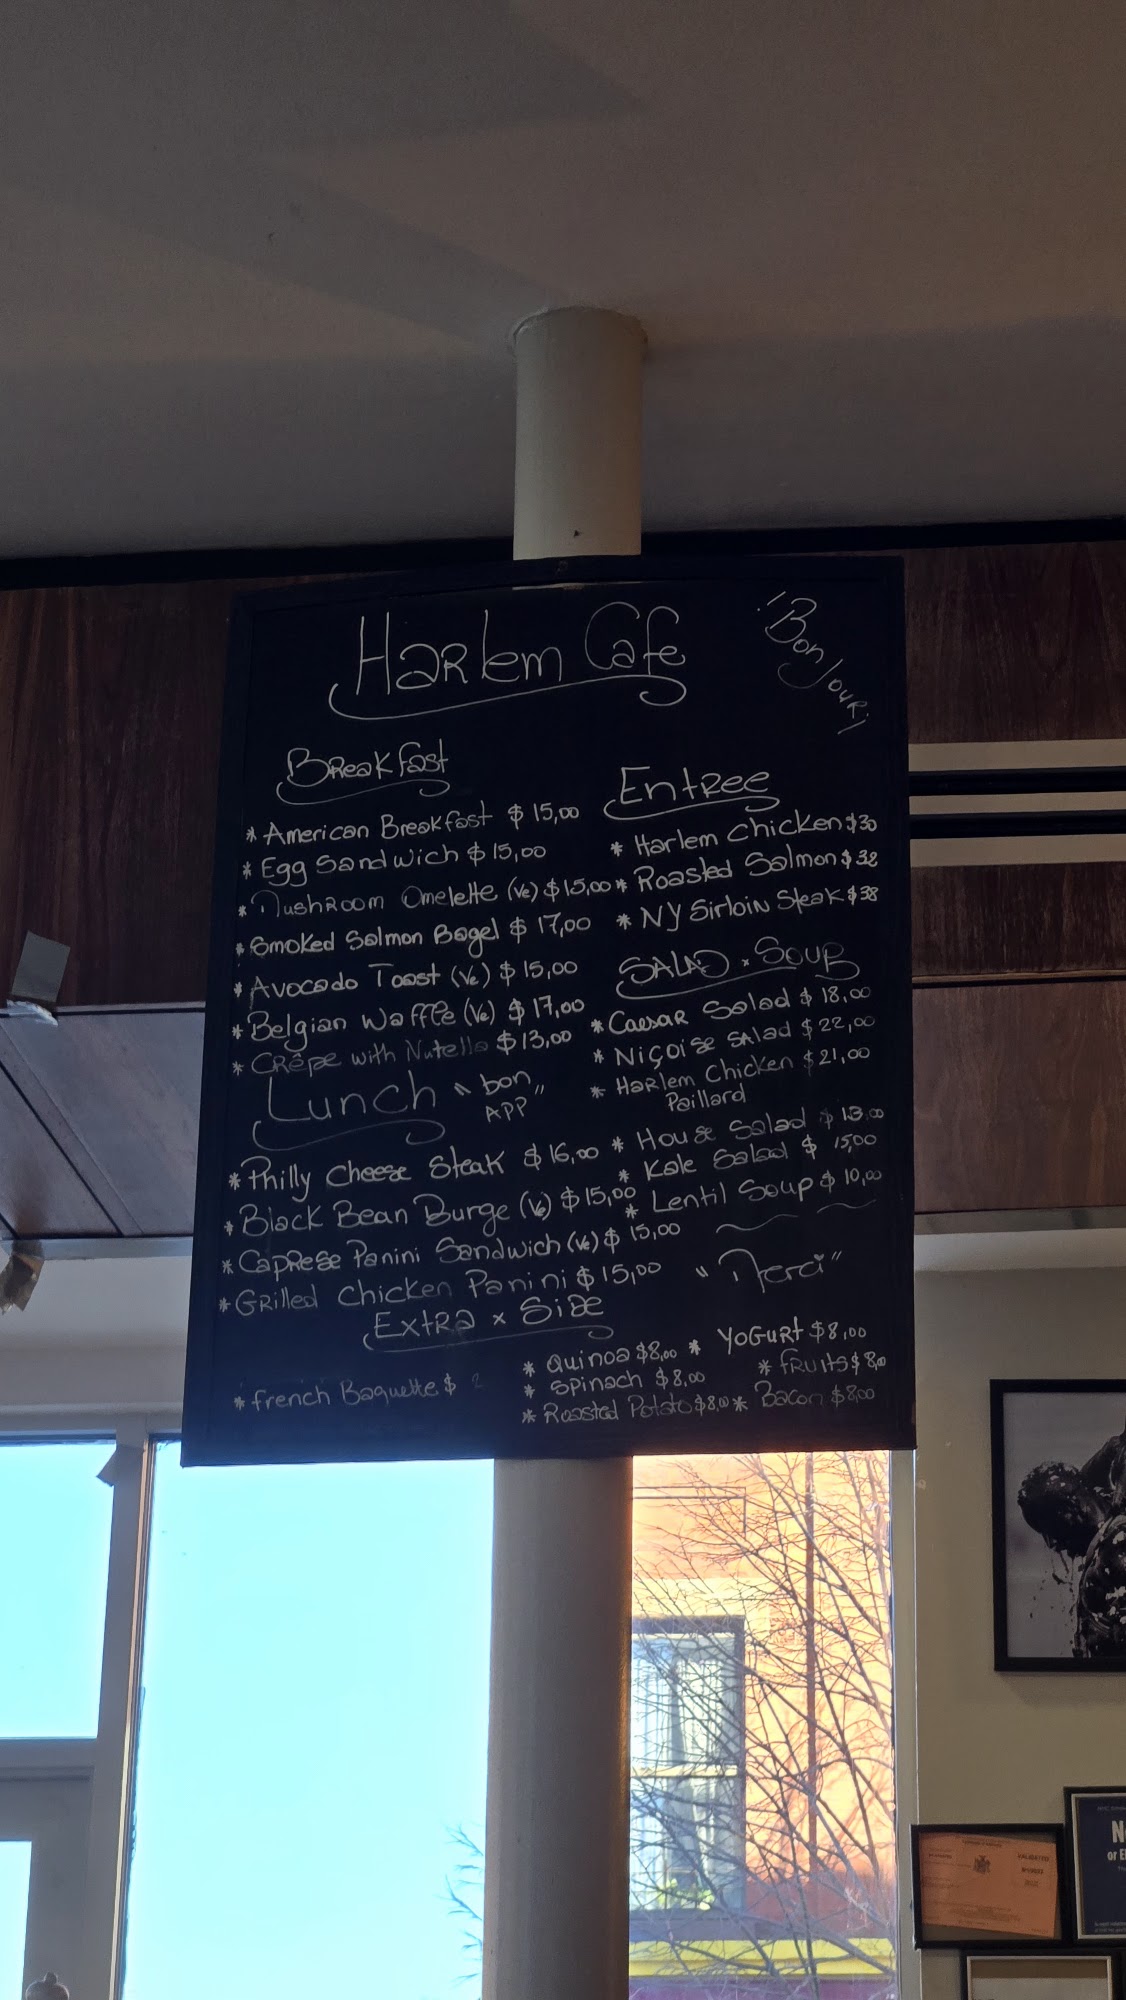 Harlem Cafe
¡Bonjour!
Breakfast
* American Breakfast $ 15,00
* Egg Sandwich $ 15,00
* Mushroom Omelette (Ve) $ 15,00
* Smoked Salmon Bagel $ 17,00
* Avocado Toast (Ve) $ 15,00
* Belgian Waffle (Ve) $ 17,00
* Crêpe with Nutella $ 13,00
Lunch "bon
APP"
* Philly Cheese Steak $ 16,00
* Black Bean Burge (Ve) $ 15,00
* Caprese Panini Sandwich (Ve) $ 15,00
* Grilled Chicken Panini $ 15,00
Entree
* Harlem Chicken $30
* Roasted Salmon $
* NY Sirloin Steak $38
SALAD * SOUP
* Caesar Salad $ 18,00
* Niçoise Salad $ 22,00
* Harlem Chicken $ 21,00
Paillard
* House Salad $ 13.00
* Kale Salad $ 15,00
* Lentil Soup $ 10,00
"Merci"
Extra * Side
* French Baguette $
* Quinoa $8,00
* Spinach $8,00
* Roasted Potato $8,00
* Yogurt $8,00
* Fruits $8,00
* Bacon $8,00
VALIDATED
or